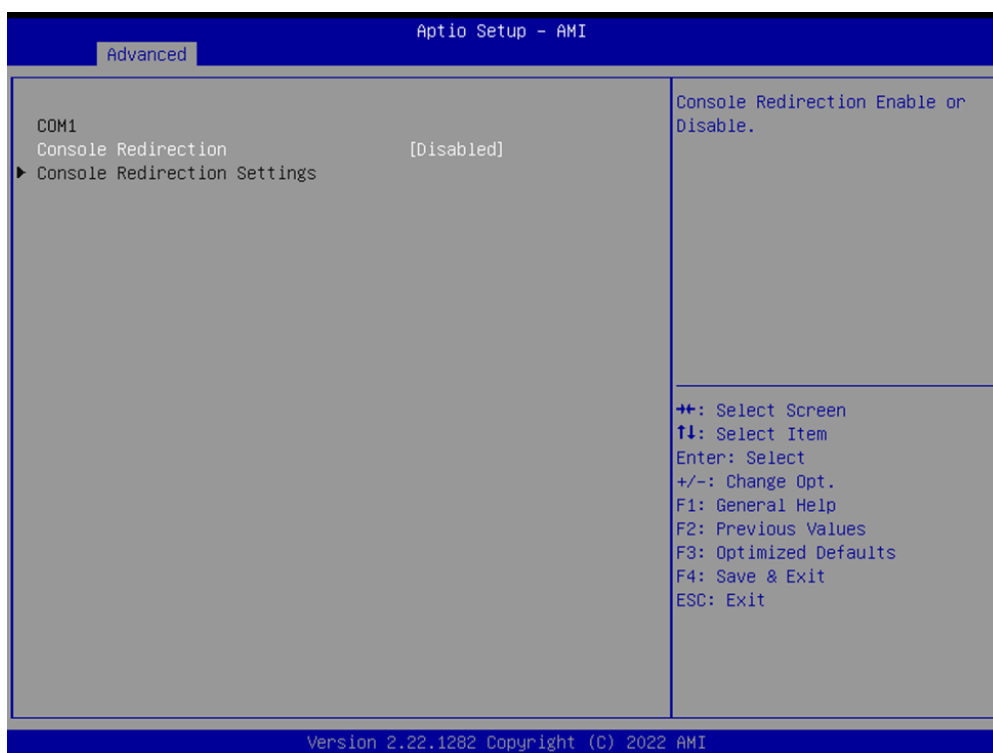 Aptio Setup – AMI
Advanced
COM1
Console Redirection [Disabled]
▶ Console Redirection Settings
Console Redirection Enable or
Disable.
→←: Select Screen
↑↓: Select Item
Enter: Select
+/-: Change Opt.
F1: General Help
F2: Previous Values
F3: Optimized Defaults
F4: Save & Exit
ESC: Exit
Version 2.22.1282 Copyright (C) 2022 AMI